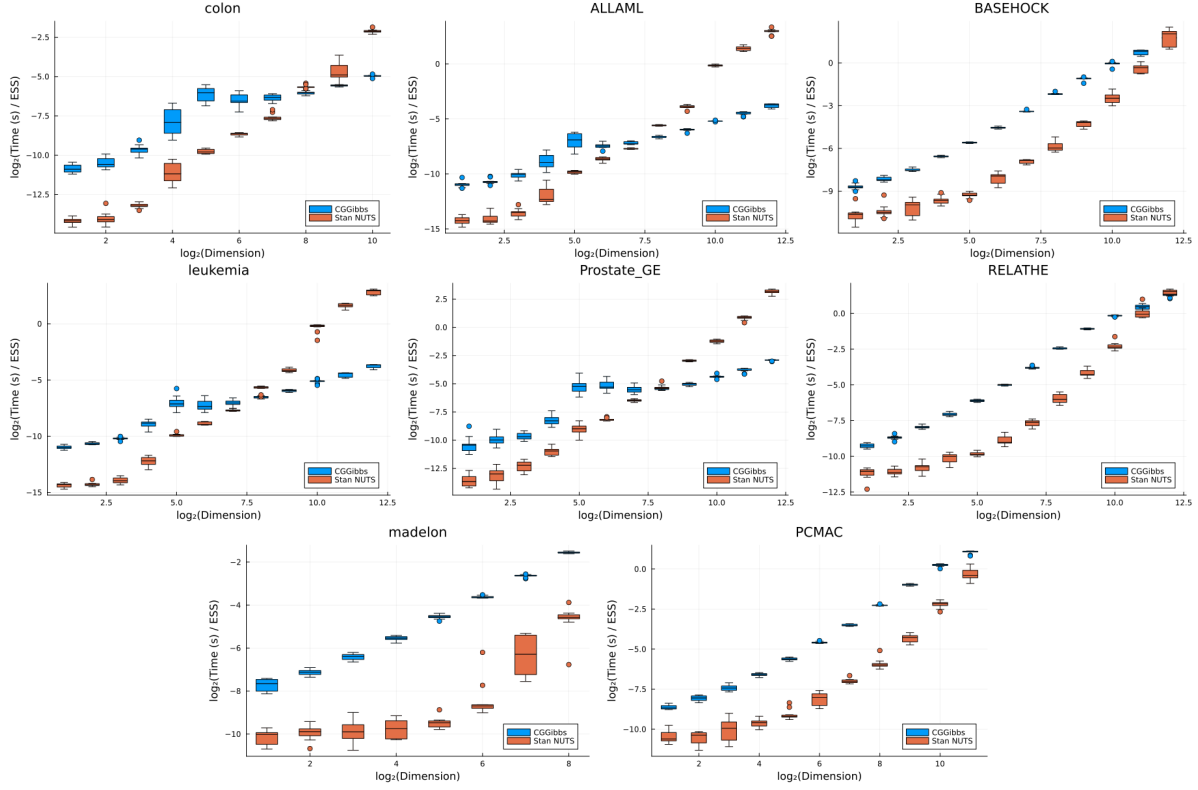 colon
log₂(Time (s) / ESS)
−2.5
−5.0
−7.5
−10.0
−12.5
2
4
6
8
10
log₂(Dimension)
CGGibbs
Stan NUTS
ALLAML
log₂(Time (s) / ESS)
0
−5
−10
−15
2.5
5.0
7.5
10.0
12.5
log₂(Dimension)
CGGibbs
Stan NUTS
BASEHOCK
log₂(Time (s) / ESS)
0
−3
−6
−9
2.5
5.0
7.5
10.0
12.5
log₂(Dimension)
CGGibbs
Stan NUTS
leukemia
log₂(Time (s) / ESS)
0
−5
−10
−15
2.5
5.0
7.5
10.0
12.5
log₂(Dimension)
CGGibbs
Stan NUTS
Prostate_GE
log₂(Time (s) / ESS)
2.5
0.0
−2.5
−5.0
−7.5
−10.0
−12.5
2.5
5.0
7.5
10.0
12.5
log₂(Dimension)
CGGibbs
Stan NUTS
RELATHE
log₂(Time (s) / ESS)
0.0
−2.5
−5.0
−7.5
−10.0
−12.5
2.5
5.0
7.5
10.0
12.5
log₂(Dimension)
CGGibbs
Stan NUTS
madelon
log₂(Time (s) / ESS)
−2
−4
−6
−8
−10
2
4
6
8
log₂(Dimension)
CGGibbs
Stan NUTS
PCMAC
log₂(Time (s) / ESS)
0.0
−2.5
−5.0
−7.5
−10.0
2
4
6
8
10
log₂(Dimension)
CGGibbs
Stan NUTS